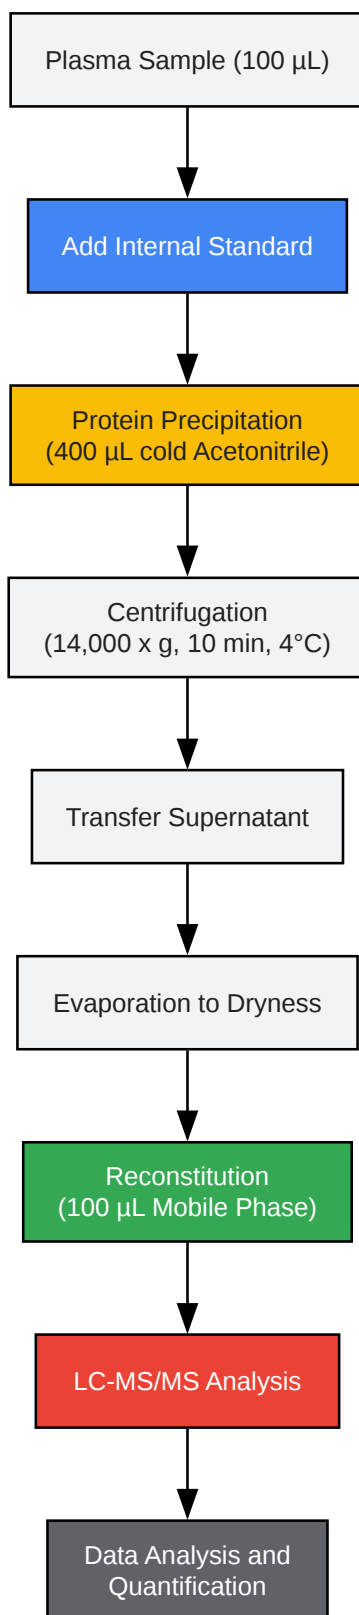 Plasma Sample (100 µL)
Add Internal Standard
Protein Precipitation
(400 µL cold Acetonitrile)
Centrifugation
(14,000 x g, 10 min, 4°C)
Transfer Supernatant
Evaporation to Dryness
Reconstitution
(100 µL Mobile Phase)
LC-MS/MS Analysis
Data Analysis and
Quantification